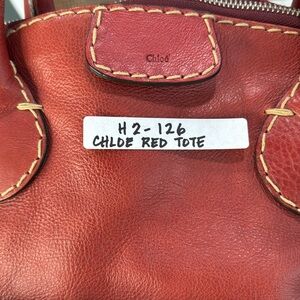 Chloé
H2-126
CHLOE RED TOTE